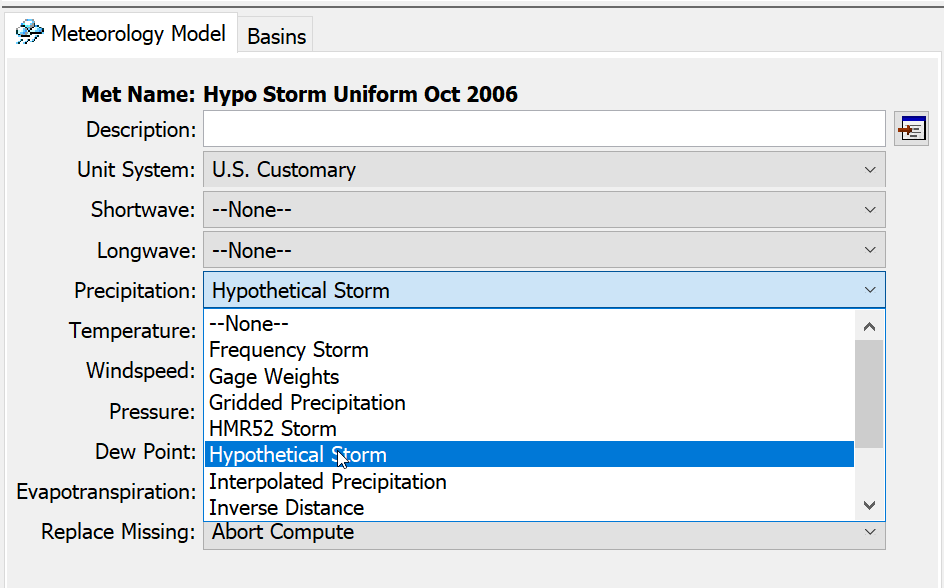 Meteorology Model Basins
Met Name: Hypo Storm Uniform Oct 2006
Description:
Unit System: U.S. Customary
Shortwave: --None--
Longwave: --None--
Precipitation: Hypothetical Storm
--None--
Temperature:
Frequency Storm
Windspeed:
Gage Weights
Gridded Precipitation
Pressure:
HMR52 Storm
Dew Point:
Hypothetical Storm
Evapotranspiration:
Interpolated Precipitation
Inverse Distance
Replace Missing: Abort Compute